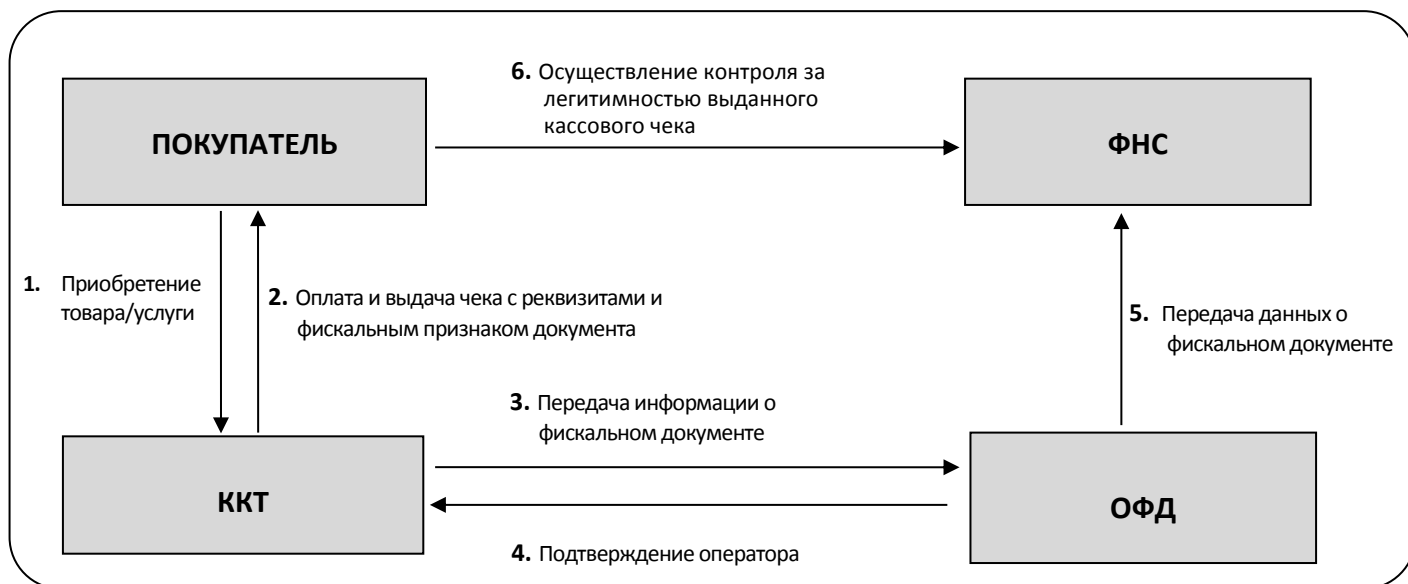 6. Осуществление контроля за
легитимностью выданного
кассового чека
ПОКУПАТЕЛЬ
ФНС
1. Приобретение
товара/услуги
2. Оплата и выдача чека с реквизитами и
фискальным признаком документа
5. Передача данных о
фискальном документе
3. Передача информации о
фискальном документе
ККТ
ОФД
4. Подтверждение оператора